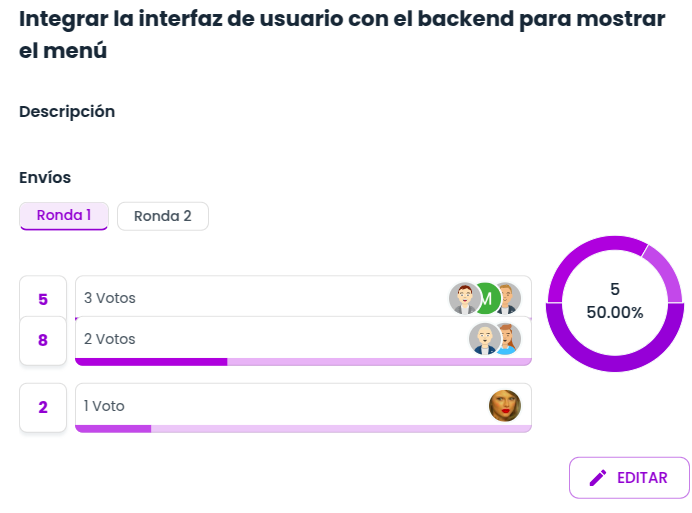 Integrar la interfaz de usuario con el backend para mostrar
el menú
Descripción
Envíos
Ronda 1
Ronda 2
5
3 Votos
M
8
2 Votos
2
1 Voto
5
50.00%
EDITAR